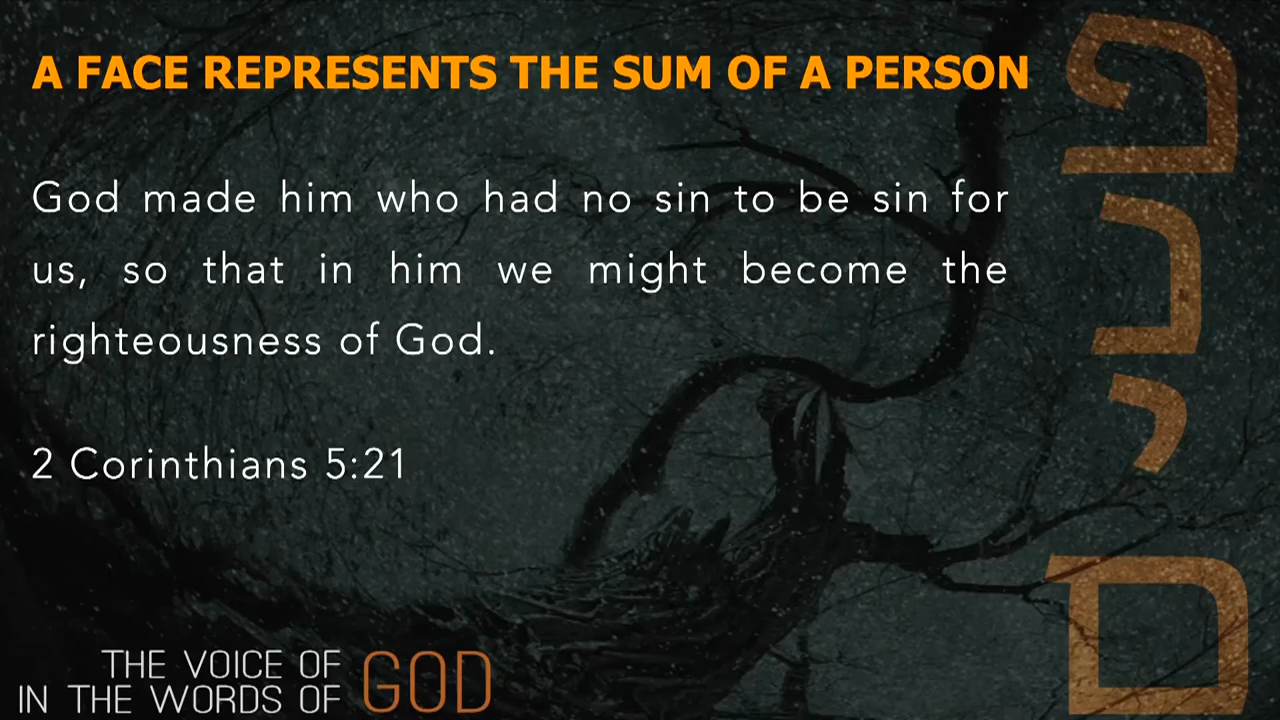 A FACE REPRESENTS THE SUM OF A PERSON
God made him who had no sin to be sin for
us, so that in him we might become the
righteousness of God.
2 Corinthians 5:21
THE VOICE OF
IN THE WORDS OF GOD
פ
נ
י
ם